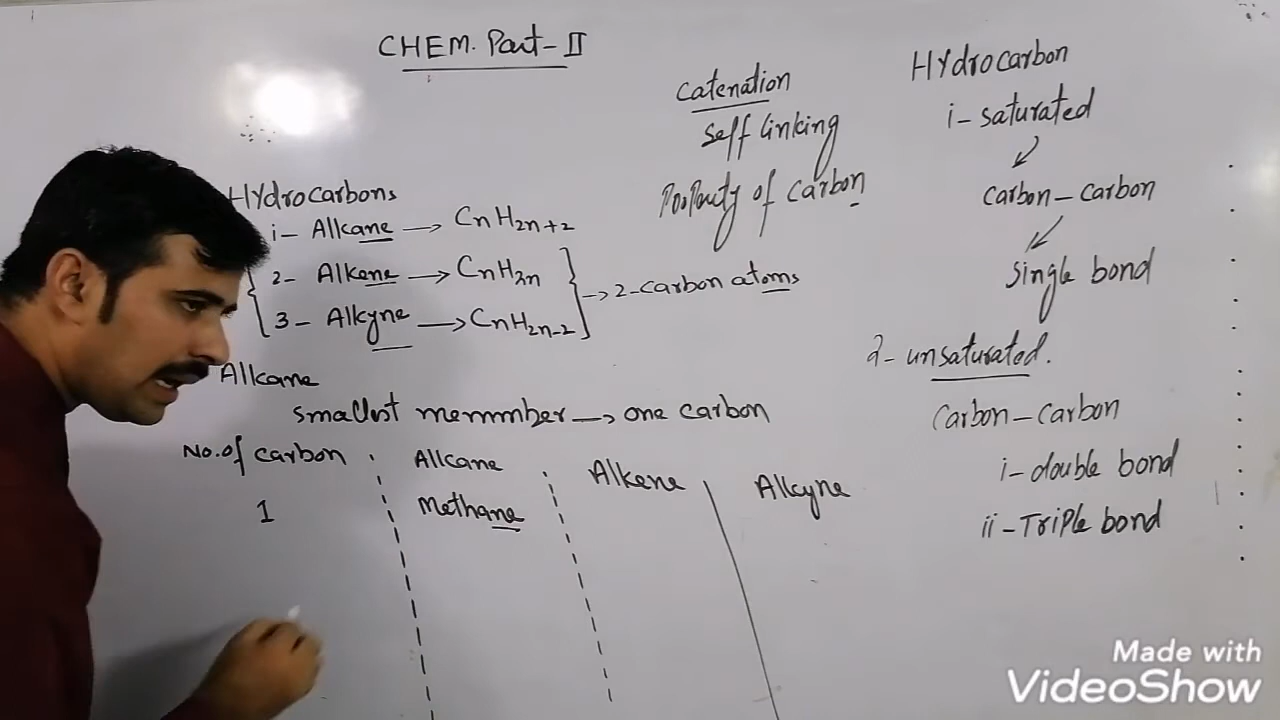 CHEM. Part-II
Catenation
Self linking
Hydrocarbon
i- saturated
carbon - carbon
single bond
2- unsaturated.
Carbon - carbon
i- double bond
ii - Triple bond
Hydrocarbons
i- Alkane → CnH2n+2
2- Alkene → CnH2n
3- Alkyne → CnH2n-2
→ 2-carbon atoms
of carbon
Alkane
smallest memmber → one carbon
No. of carbon Alkane Alkene Alkyne
1 Methane
Made with
VideoShow